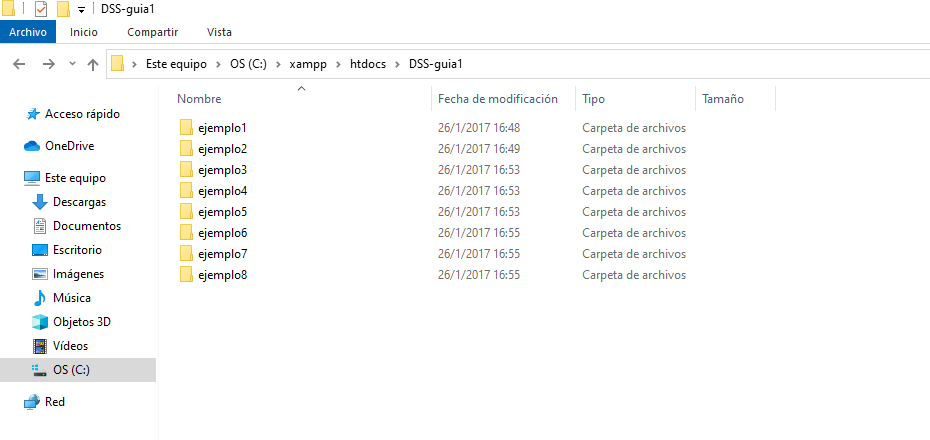 DSS-guia1
Archivo Inicio Compartir Vista
Este equipo OS (C:) xampp htdocs DSS-guia1
Nombre Fecha de modificación Tipo Tamaño
Acceso rápido
OneDrive
Este equipo
Descargas
Documentos
Escritorio
Imágenes
Música
Objetos 3D
Vídeos
OS (C:)
Red
ejemplo1 26/1/2017 16:48 Carpeta de archivos
ejemplo2 26/1/2017 16:49 Carpeta de archivos
ejemplo3 26/1/2017 16:53 Carpeta de archivos
ejemplo4 26/1/2017 16:53 Carpeta de archivos
ejemplo5 26/1/2017 16:53 Carpeta de archivos
ejemplo6 26/1/2017 16:55 Carpeta de archivos
ejemplo7 26/1/2017 16:55 Carpeta de archivos
ejemplo8 26/1/2017 16:55 Carpeta de archivos